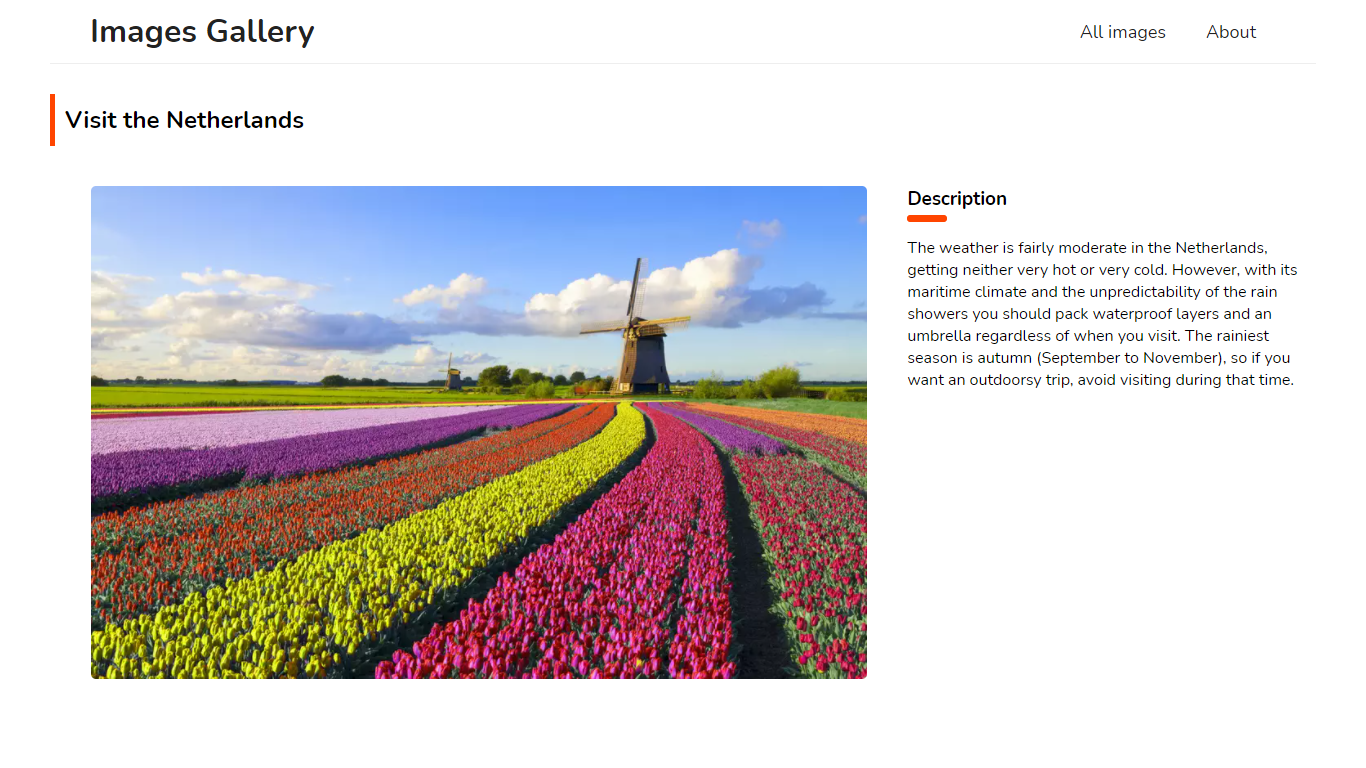 Images Gallery
All images
About
Visit the Netherlands
Description
The weather is fairly moderate in the Netherlands,
getting neither very hot or very cold. However, with its
maritime climate and the unpredictability of the rain
showers you should pack waterproof layers and an
umbrella regardless of when you visit. The rainiest
season is autumn (September to November), so if you
want an outdoorsy trip, avoid visiting during that time.